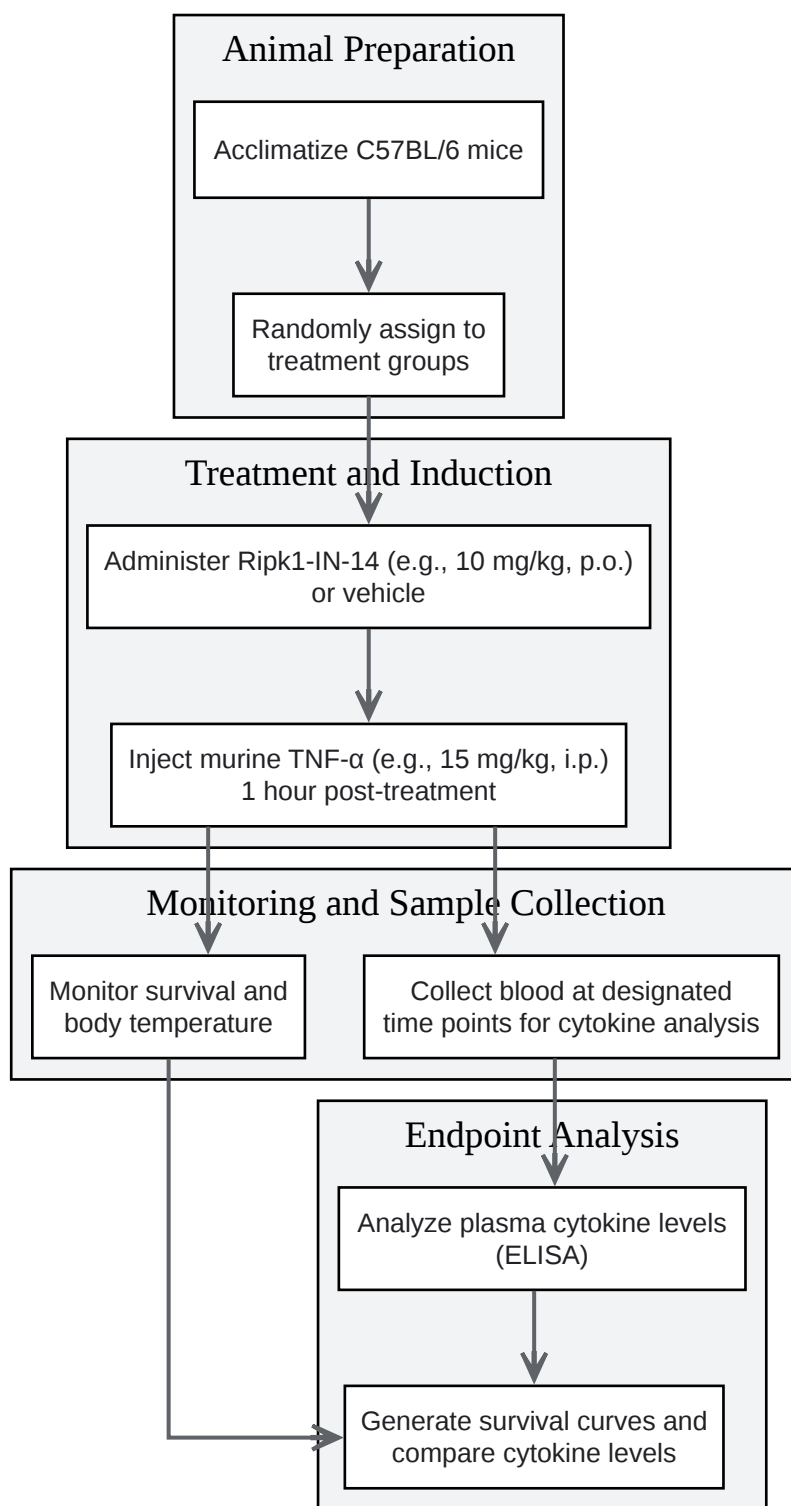 Animal Preparation
Acclimatize C57BL/6 mice
Randomly assign to
treatment groups
Treatment and Induction
Administer Ripk1-IN-14 (e.g., 10 mg/kg, p.o.)
or vehicle
Inject murine TNF-α (e.g., 15 mg/kg, i.p.)
1 hour post-treatment
Monitoring and Sample Collection
Monitor survival and
body temperature
Collect blood at designated
time points for cytokine analysis
Endpoint Analysis
Analyze plasma cytokine levels
(ELISA)
Generate survival curves and
compare cytokine levels